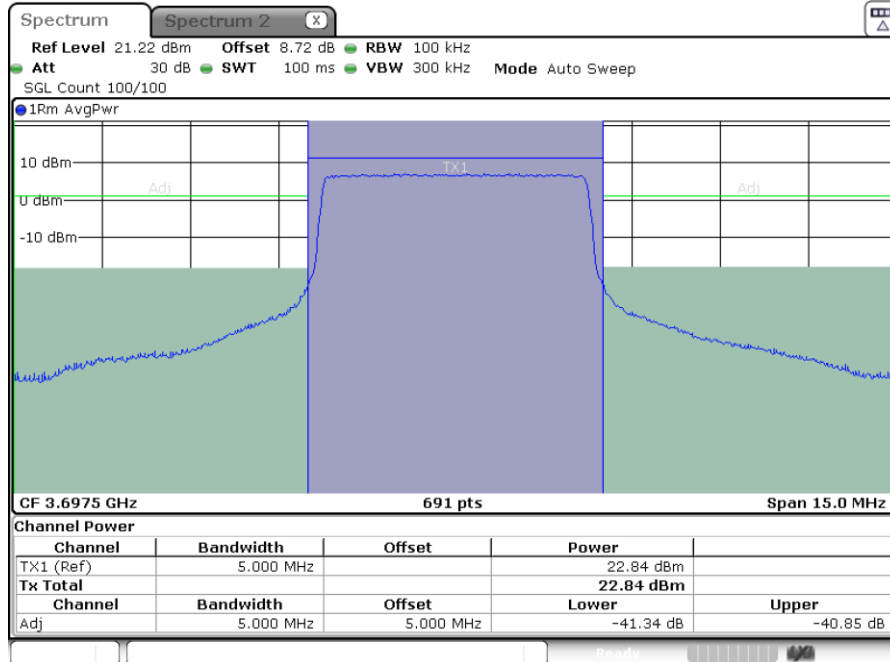 Spectrum Spectrum 2 X
Ref Level 21.22 dBm Offset 8.72 dB RBW 100 kHz
Att 30 dB SWT 100 ms VBW 300 kHz Mode Auto Sweep
SGL Count 100/100
1Rm AvgPwr
10 dBm
TX1
Adj Adj
0 dBm
-10 dBm
CF 3.6975 GHz 691 pts Span 15.0 MHz
Channel Power
Channel Bandwidth Offset Power
TX1 (Ref) 5.000 MHz 22.84 dBm
Tx Total 22.84 dBm
Channel Bandwidth Offset Lower Upper
Adj 5.000 MHz 5.000 MHz -41.34 dB -40.85 dB
Ready